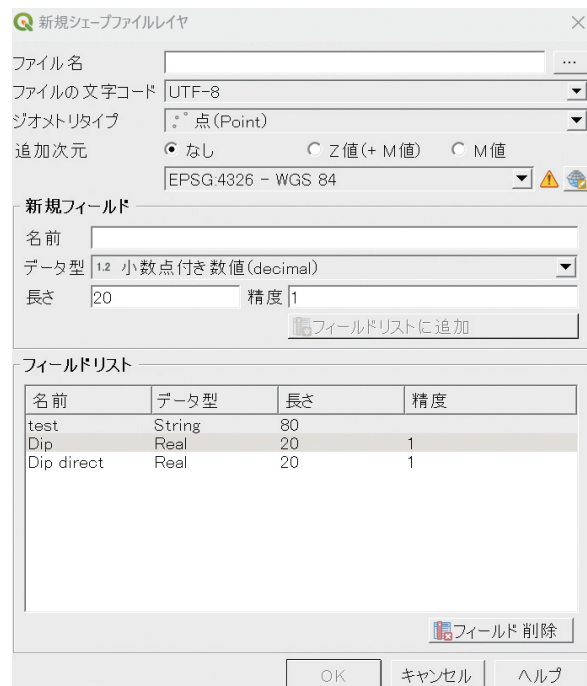 新規シェープファイルレイヤ
ファイル名 ...
ファイルの文字コード UTF-8
ジオメトリタイプ 点(Point)
追加次元 なし Z値(+ M値) M値
EPSG:4326 - WGS 84
新規フィールド
名前
データ型 1.2 小数点付き数値(decimal)
長さ 20 精度 1
フィールドリストに追加
フィールドリスト
名前 データ型 長さ 精度
test String 80
Dip Real 20 1
Dip direct Real 20 1
フィールド削除
OK キャンセル ヘルプ